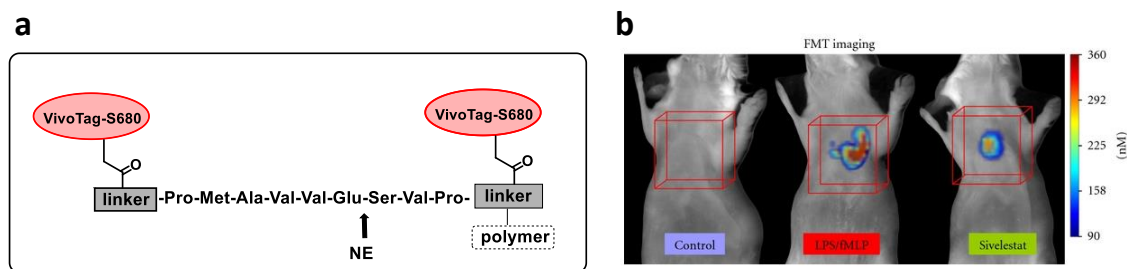 a
VivoTag-S680
VivoTag-S680
O
O
linker
-Pro-Met-Ala-Val-Val-Glu-Ser-Val-Pro-
linker
polymer
NE
b
FMT imaging
Control
LPS/fMLP
Sivelestat
360
292
225
158
90
(nM)